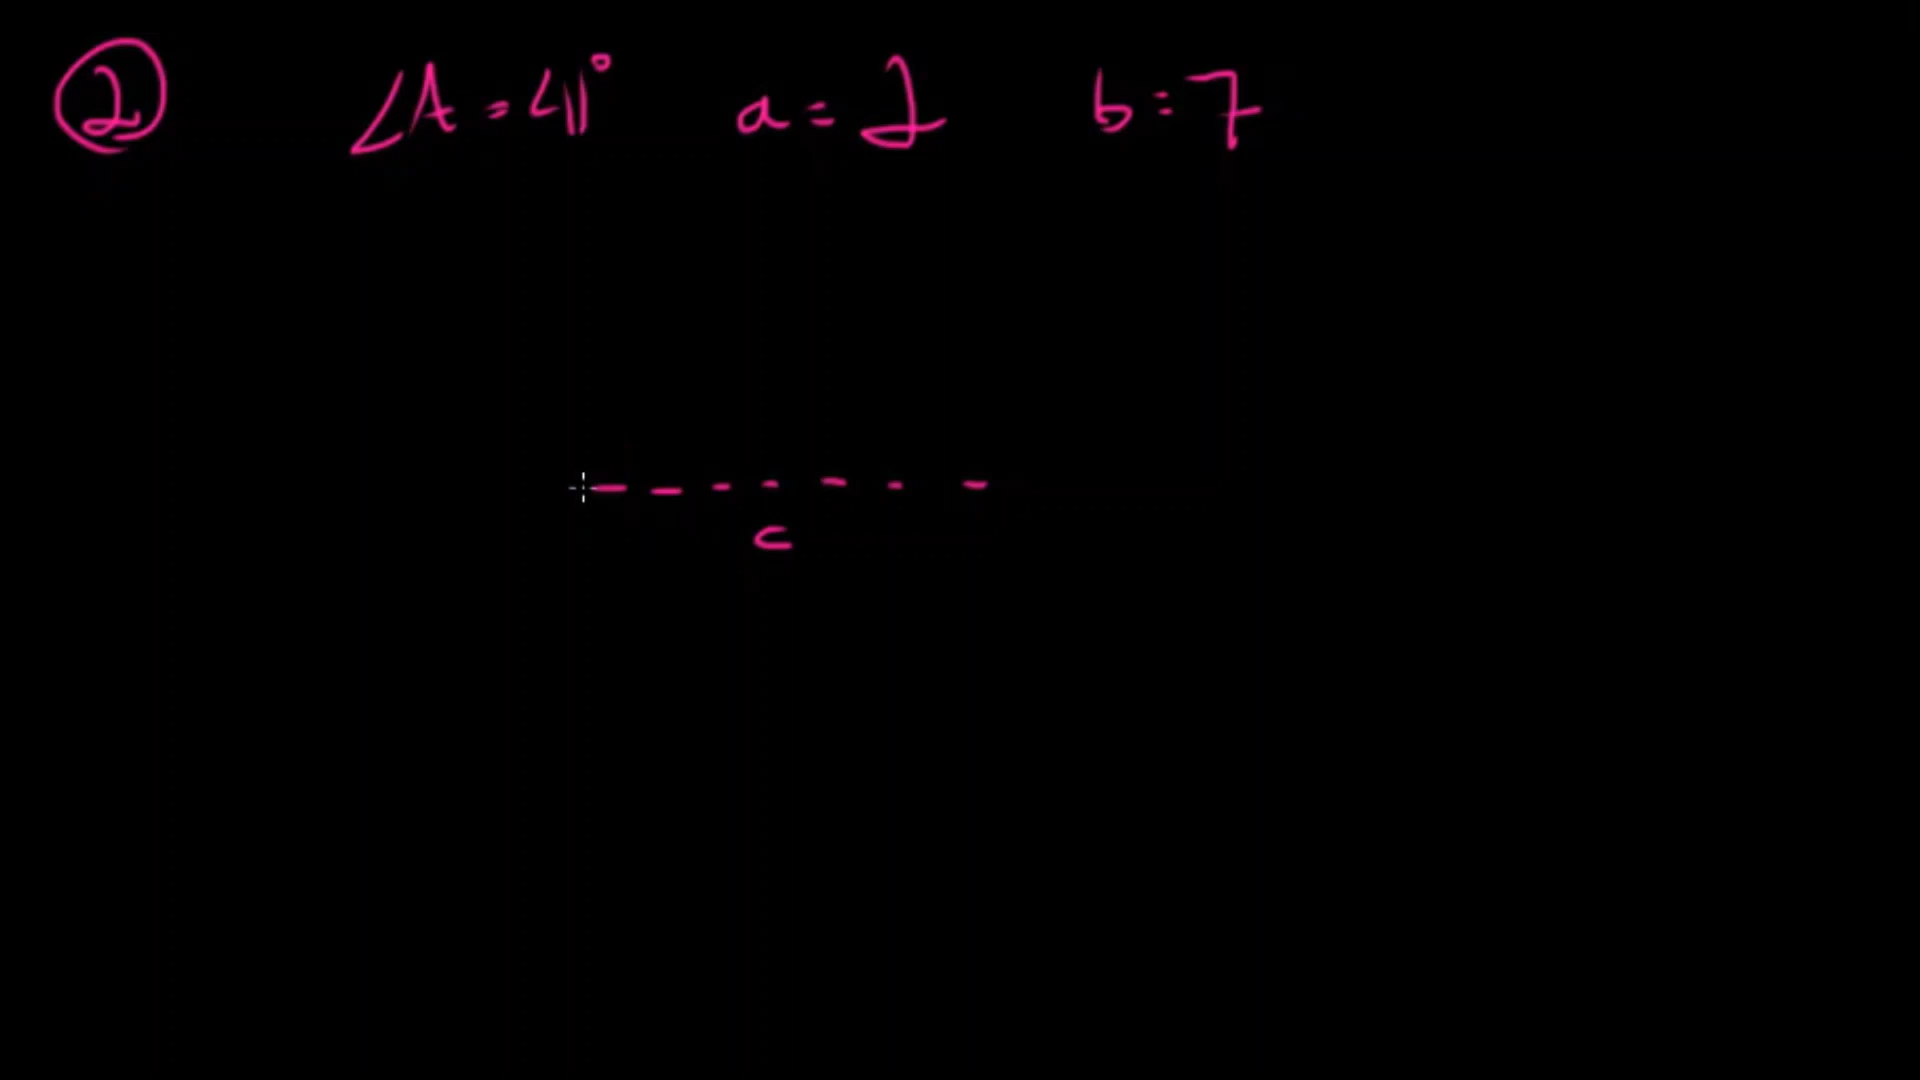 2 ∠A = 41° a = 2 b = 7
c